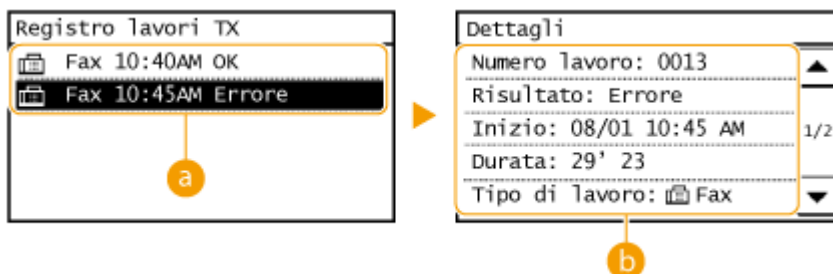 Registro lavori TX
Fax 10:40AM OK
Fax 10:45AM Errore
a
Dettagli
Numero lavoro: 0013
Risultato: Errore
Inizio: 08/01 10:45 AM
Durata: 29' 23
Tipo di lavoro: Fax
1/2
b